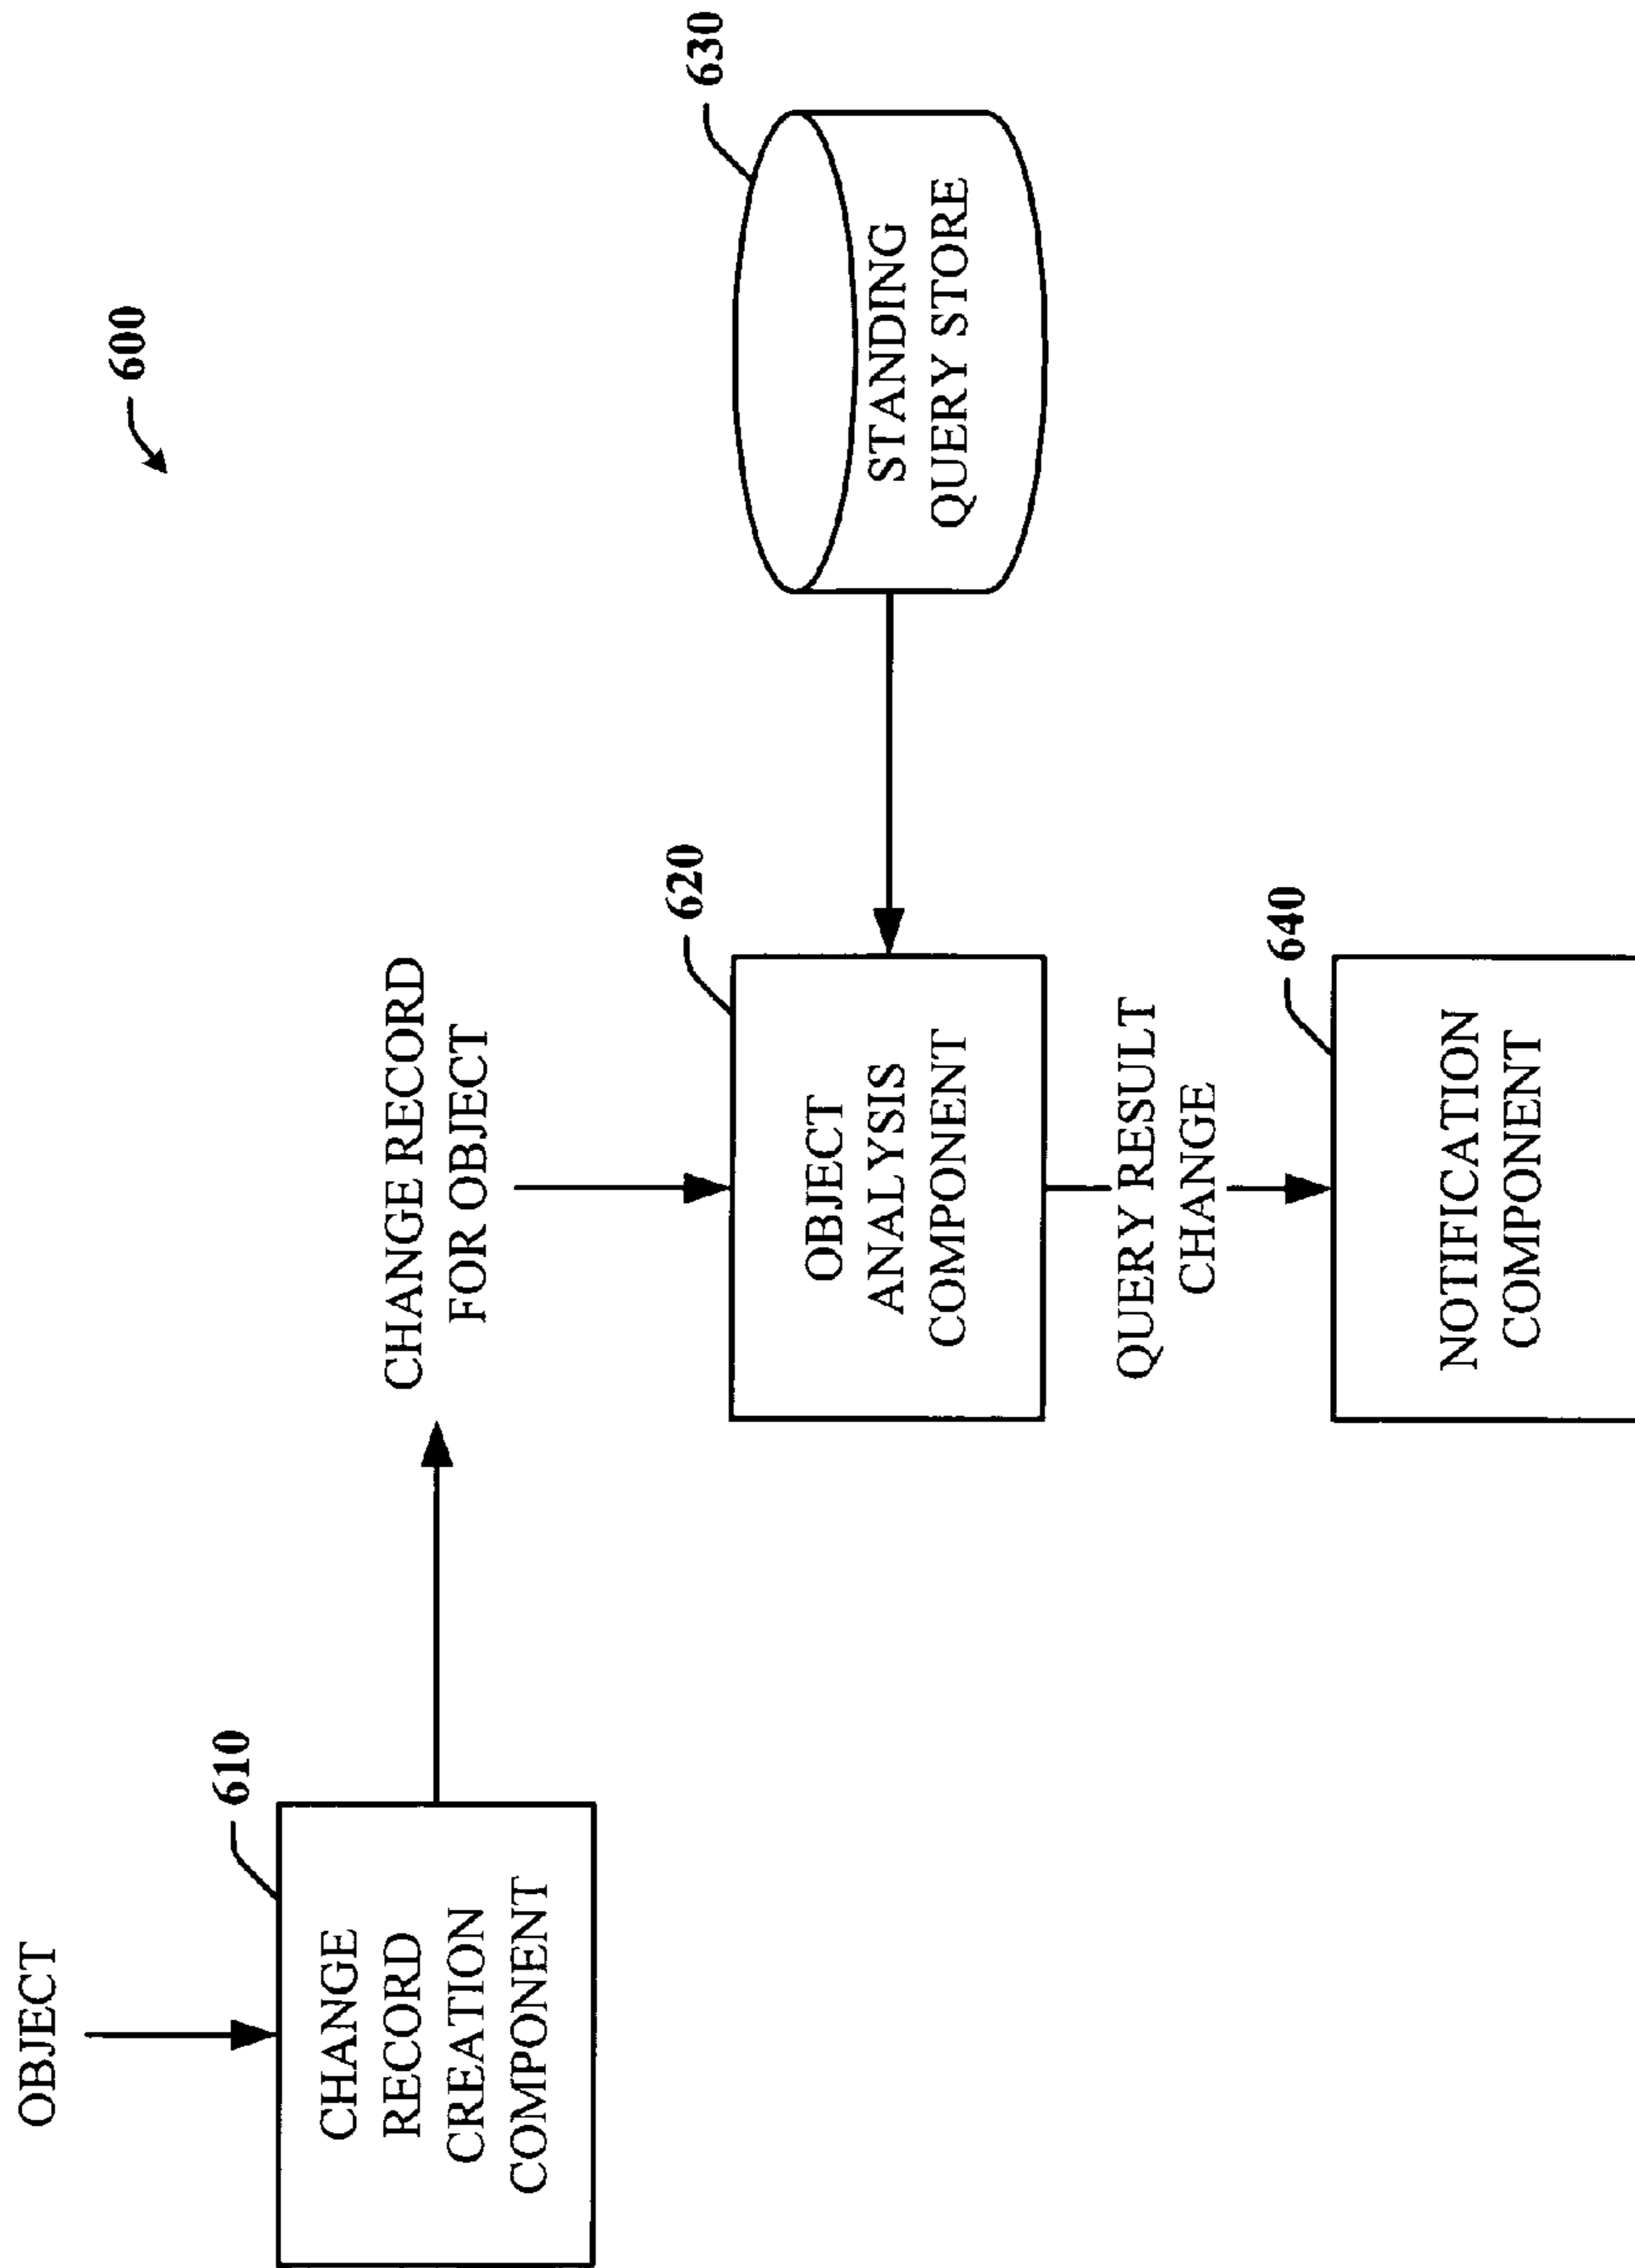 600
OBJECT
610
CHANGE
RECORD
CREATION
COMPONENT
CHANGE RECORD
FOR OBJECT
620
OBJECT
ANALYSIS
COMPONENT
630
STANDING
QUERY STORE
QUERY RESULT
CHANGE
640
NOTIFICATION
COMPONENT